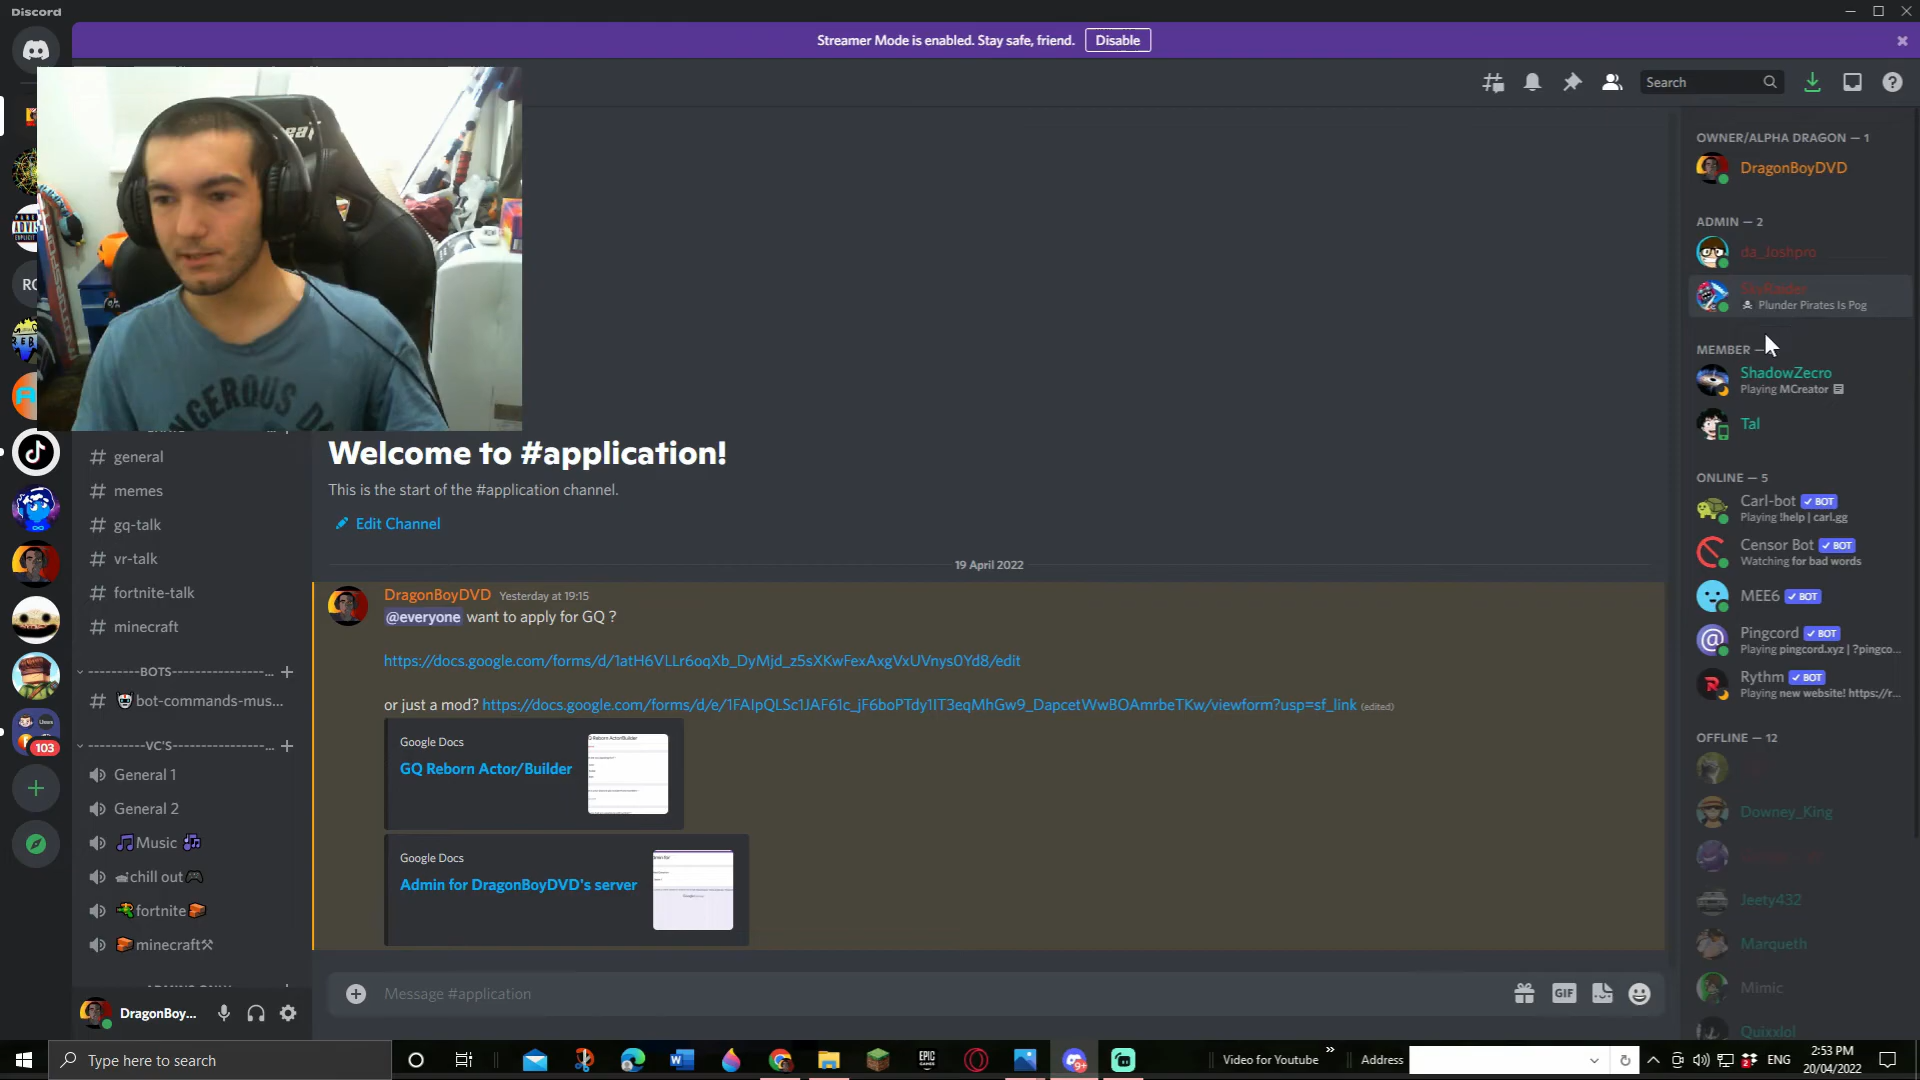 Discord
Streamer Mode is enabled. Stay safe, friend.
Disable
Search
general
memes
gq-talk
vr-talk
fortnite-talk
minecraft
----------BOTS---------------...
bot-commands-mus...
----------VC'S----------------...
General 1
General 2
Music
chill out
fortnite
minecraft
DragonBoy...
Welcome to #application!
This is the start of the #application channel.
Edit Channel
19 April 2022
DragonBoyDVD Yesterday at 19:15
@everyone want to apply for GQ ?
https://docs.google.com/forms/d/1atH6VLLr6oqXb_DyMjd_z5sXKwFexAxgVxUVnys0Yd8/edit
or just a mod? https://docs.google.com/forms/d/e/1FAIpQLSc1JAF61c_jF6boPTdy1IT3eqMhGw9_DapcetWwBOAmrbeTKw/viewform?usp=sf_link (edited)
Google Docs
GQ Reborn Actor/Builder
Google Docs
Admin for DragonBoyDVD's server
Message #application
GIF
OWNER/ALPHA DRAGON — 1
DragonBoyDVD
ADMIN — 2
da_Joshpro
Plunder Pirates Is Pog
MEMBER —
ShadowZecro
Playing MCreator
Tal
ONLINE — 5
Carl-bot BOT
Playing !help | carl.gg
Censor Bot BOT
Watching for bad words
MEE6 BOT
Pingcord BOT
Playing pingcord.xyz | ?pingco...
Rythm BOT
Playing new website! https://r...
OFFLINE — 12
Downey_King
Jeety432
Marqueth
Mimic
Quixxlol
103
Type here to search
EPIC GAMES
9+
Video for Youtube
Address
ENG
2:53 PM
20/04/2022